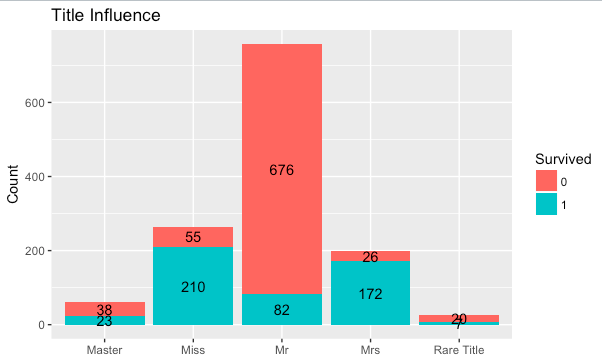 Title Influence
Count
600
400
200
0
38
23
55
210
676
82
26
172
20
7
Master
Miss
Mr
Mrs
Rare Title
Survived
0
1